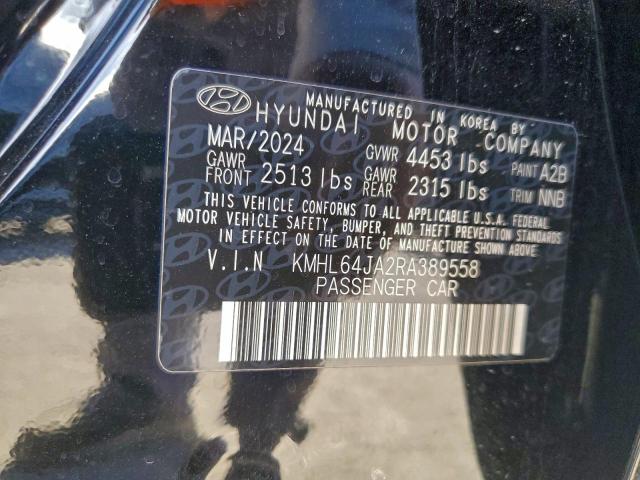 MANUFACTURED IN KOREA BY
HYUNDAI MOTOR COMPANY
MAR/2024 GVWR 4453 lbs PAINT A2B
GAWR FRONT 2513 lbs GAWR REAR 2315 lbs TRIM NNB
THIS VEHICLE CONFORMS TO ALL APPLICABLE U.S.A. FEDERAL
MOTOR VEHICLE SAFETY, BUMPER, AND THEFT PREVENTION STANDARDS
IN EFFECT ON THE DATE OF MANUFACTURE SHOWN ABOVE.
V.I.N KMHL64JA2RA389558
PASSENGER CAR